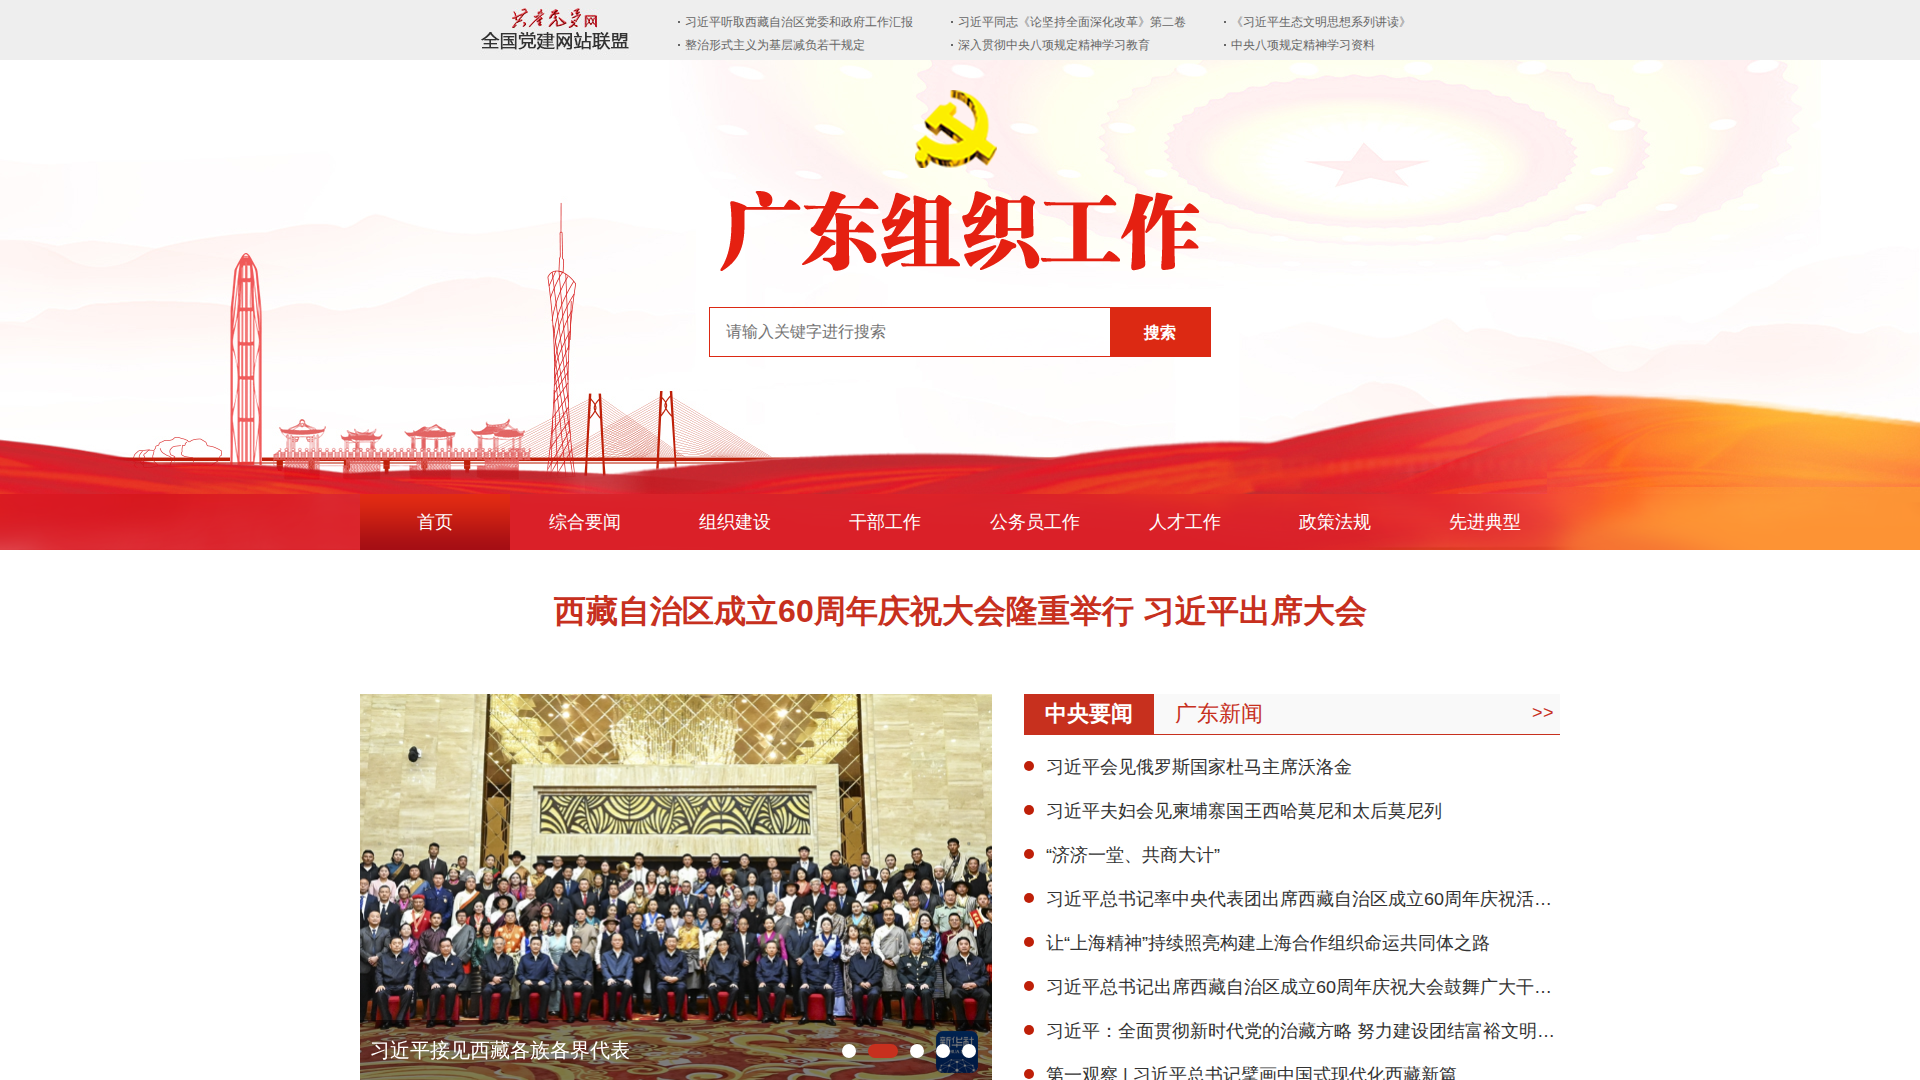 共产党员网
全国党建网站联盟
· 习近平听取西藏自治区党委和政府工作汇报
· 习近平同志《论坚持全面深化改革》第二卷
· 《习近平生态文明思想系列讲读》
· 整治形式主义为基层减负若干规定
· 深入贯彻中央八项规定精神学习教育
· 中央八项规定精神学习资料
广东组织工作
请输入关键字进行搜索
搜索
首页
综合要闻
组织建设
干部工作
公务员工作
人才工作
政策法规
先进典型
西藏自治区成立60周年庆祝大会隆重举行 习近平出席大会
习近平接见西藏各族各界代表
中央要闻
广东新闻
>>
习近平会见俄罗斯国家杜马主席沃洛金
习近平夫妇会见柬埔寨国王西哈莫尼和太后莫尼列
“济济一堂、共商大计”
习近平总书记率中央代表团出席西藏自治区成立60周年庆祝活…
让“上海精神”持续照亮构建上海合作组织命运共同体之路
习近平总书记出席西藏自治区成立60周年庆祝大会鼓舞广大干…
习近平：全面贯彻新时代党的治藏方略 努力建设团结富裕文明…
第一观察 | 习近平总书记擘画中国式现代化西藏新篇